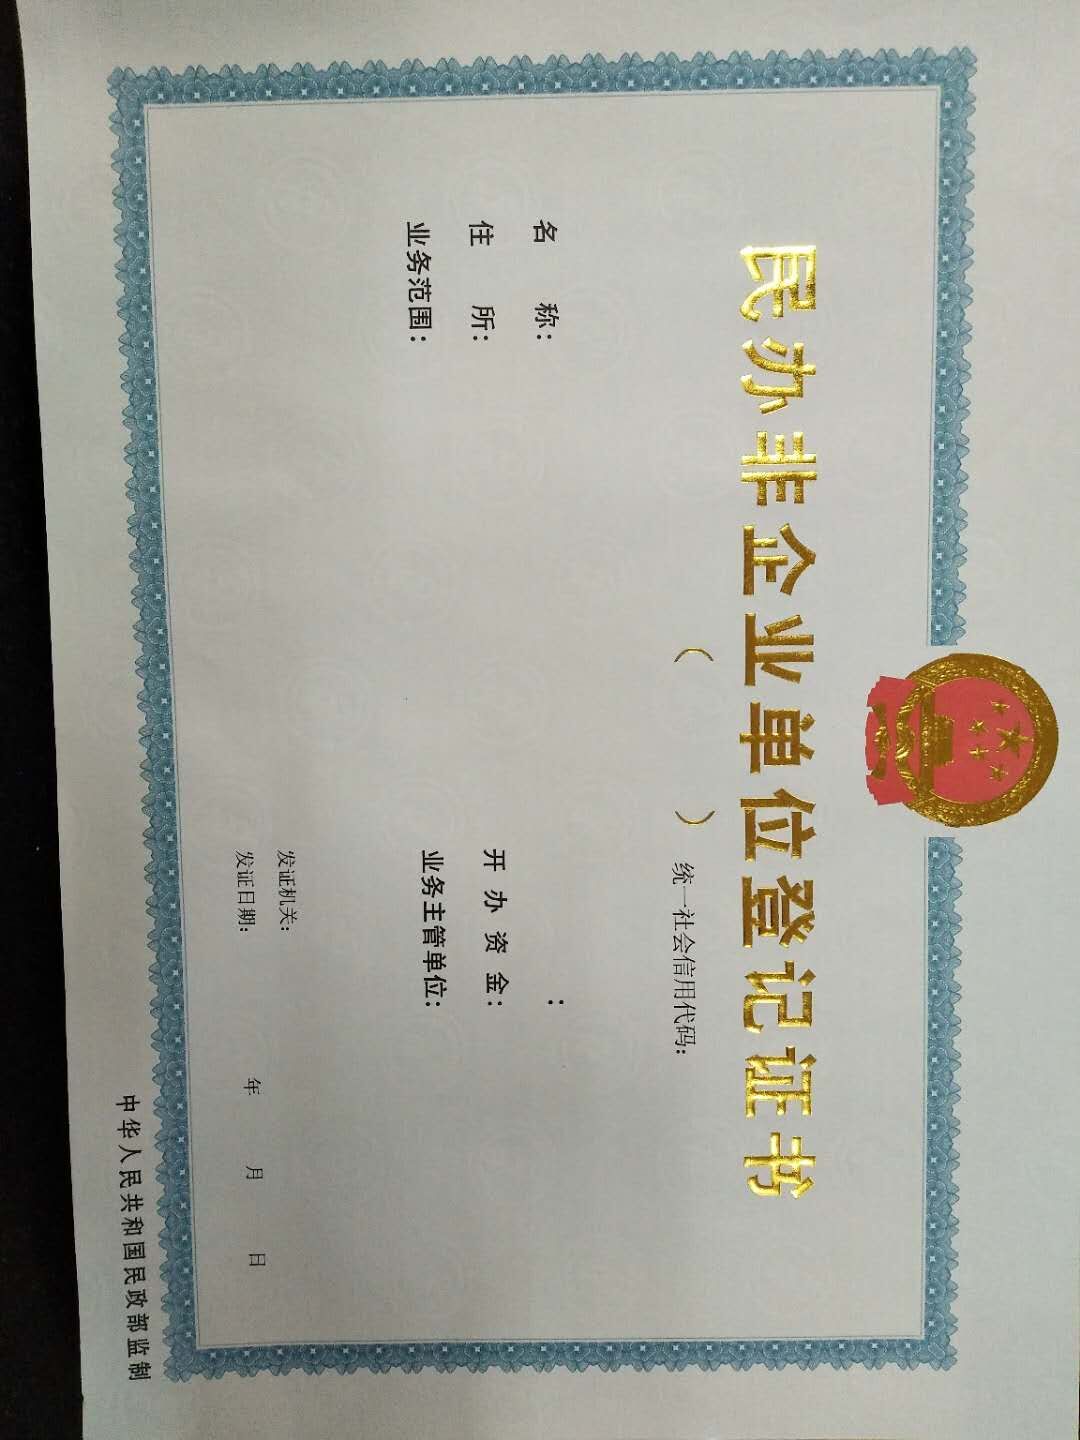 民办非企业单位登记证书
（ ） 统一社会信用代码:
名 称: :
住 所: 开办资金:
业务范围: 业务主管单位:
发证机关:
发证日期: 年 月 日
中华人民共和国民政部监制